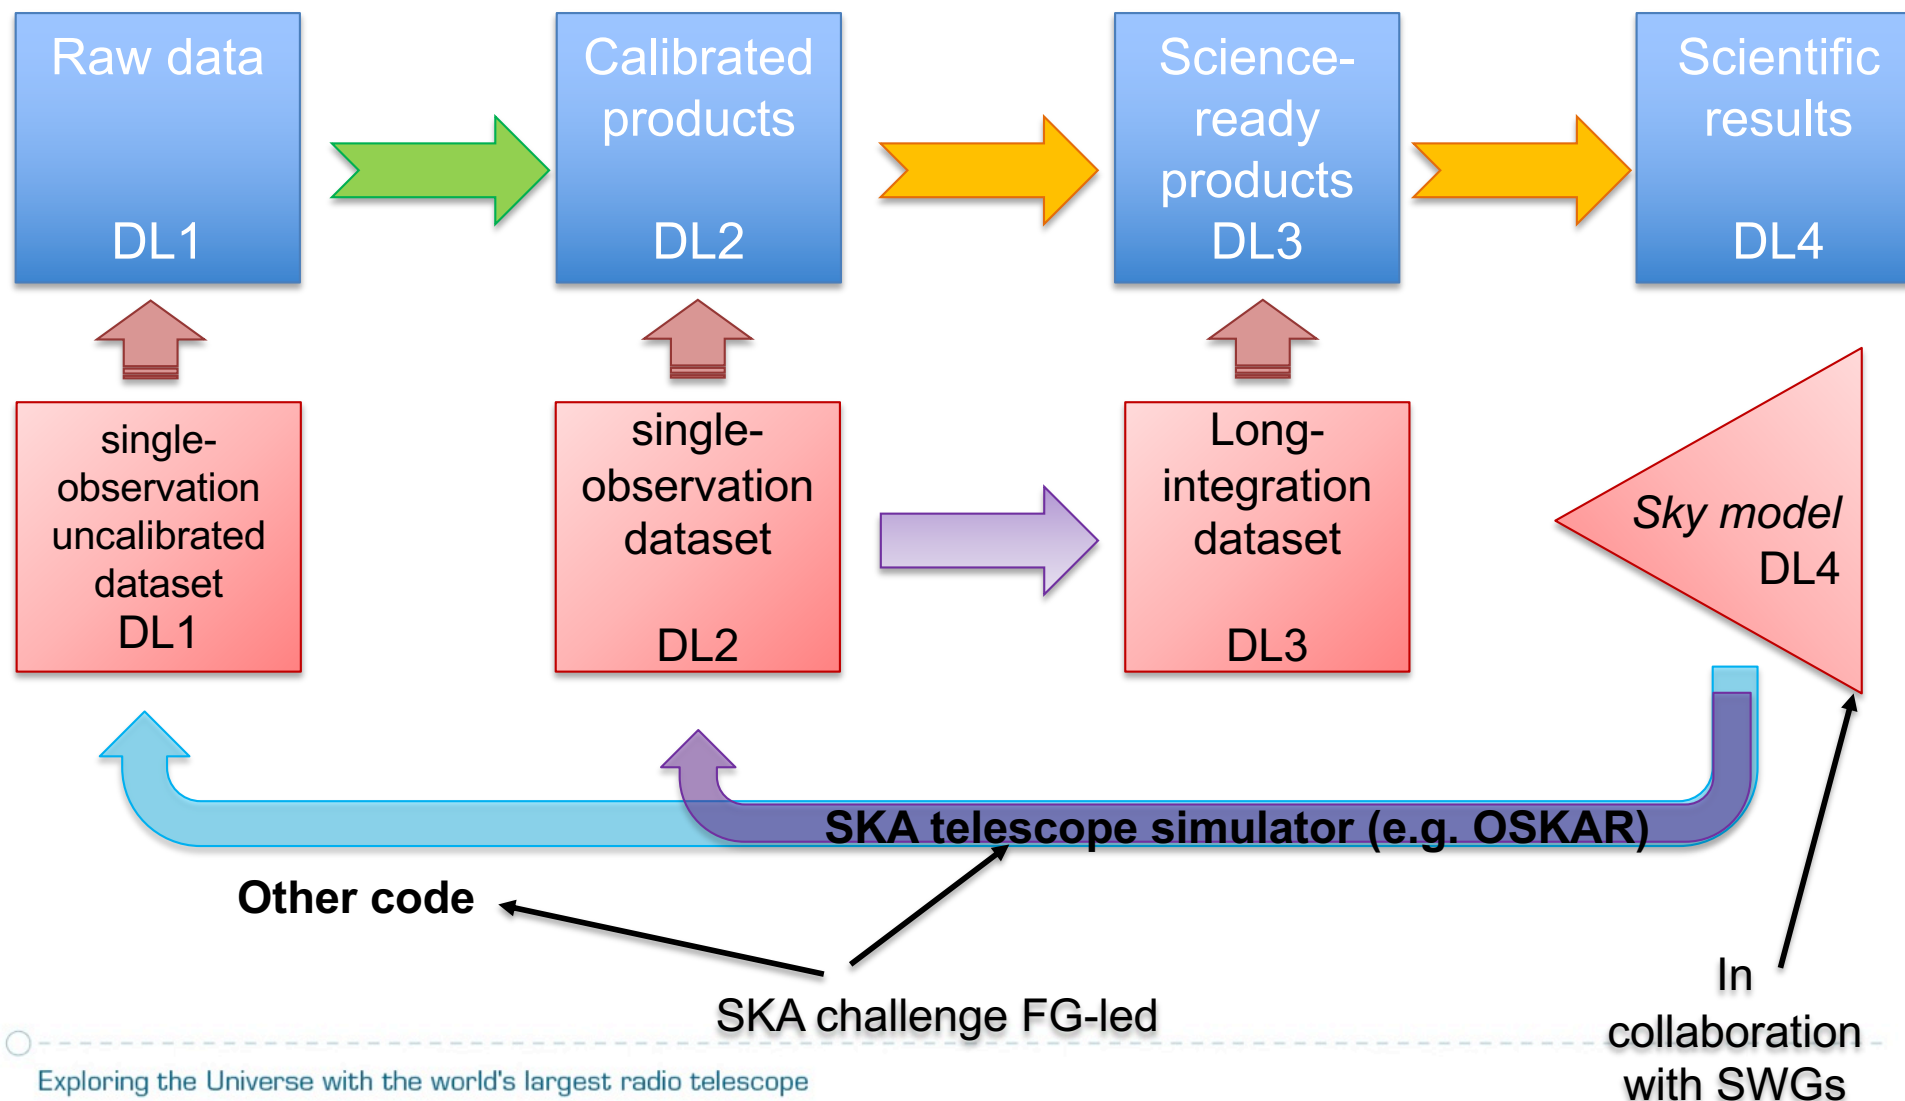 Raw data
DL1
Calibrated
products
DL2
Science-
ready
products
DL3
Scientific
results
DL4
single-
observation
uncalibrated
dataset
DL1
single-
observation
dataset
DL2
Long-
integration
dataset
DL3
Sky model
DL4
SKA telescope simulator (e.g. OSKAR)
Other code
SKA challenge FG-led
In
collaboration
with SWGs
Exploring the Universe with the world's largest radio telescope